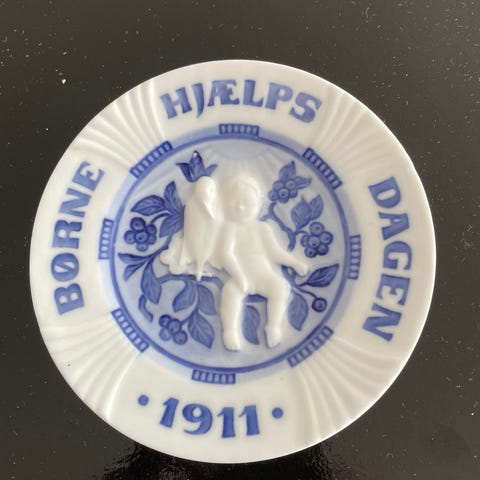 BØRNE
HJÆLPS
DAGEN
• 1911 •